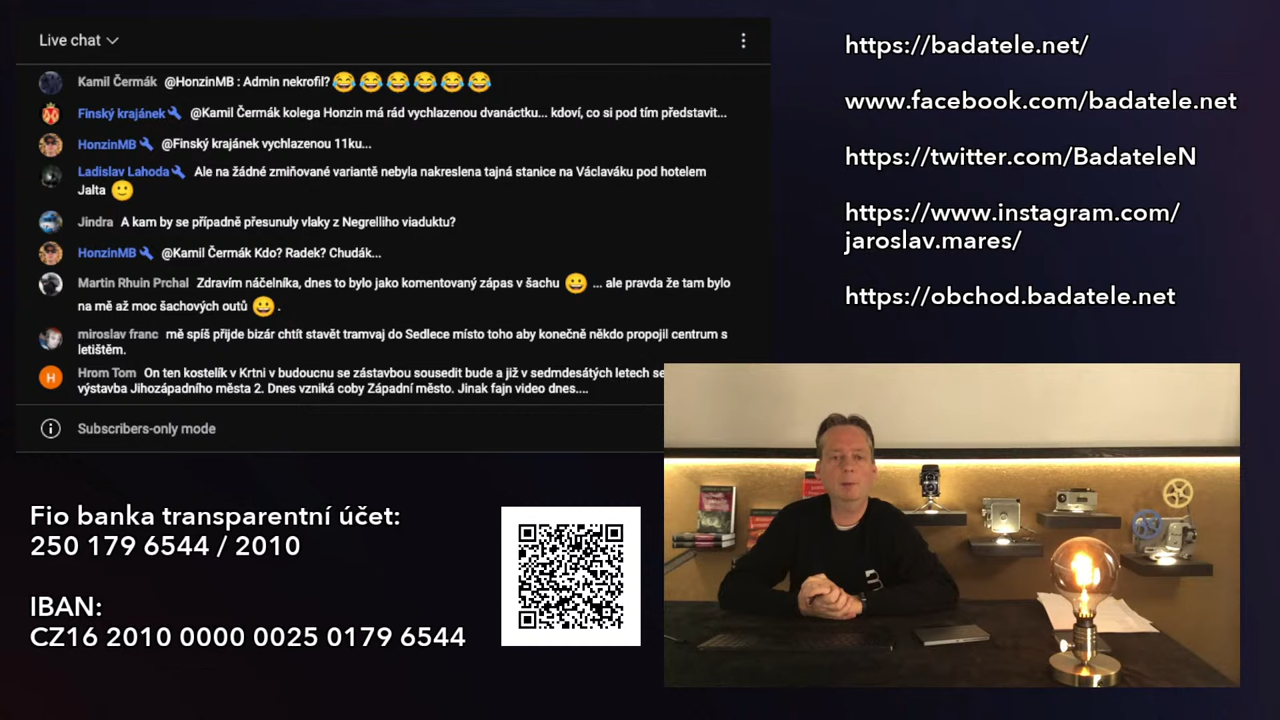 Live chat
Kamil Čermák @HonzinMB : Admin nekrofil?😂😂😂😂😂😂
Finský krajánek @Kamil Čermák kolega Honzin má rád vychlazenou dvanáctku... kdoví, co si pod tím představit...
HonzinMB @Finský krajánek vychlazenou 11ku...
Ladislav Lahoda Ale na žádné zmiňované variantě nebyla nakreslena tajná stanice na Václaváku pod hotelem
Jalta 🙂
Jindra A kam by se případně přesunuly vlaky z Negrelliho viaduktu?
HonzinMB @Kamil Čermák Kdo? Radek? Chudák...
Martin Rhuin Prchal Zdravím náčelníka, dnes to bylo jako komentovaný zápas v šachu 😀 ... ale pravda že tam bylo
na mě až moc šachových outů 😀 .
miroslav franc mě spíš přijde bizár chtít stavět tramvaj do Sedlece místo toho aby konečně někdo propojil centrum s
letištěm.
H Hrom Tom On ten kostelík v Krtni v budoucnu se zástavbou sousedit bude a již v sedmdesátých letech se
výstavba Jihozápadního města 2. Dnes vzniká coby Západní město. Jinak fajn video dnes....
Subscribers-only mode
https://badatele.net/
www.facebook.com/badatele.net
https://twitter.com/BadateleN
https://www.instagram.com/
jaroslav.mares/
https://obchod.badatele.net
Fio banka transparentní účet:
250 179 6544 / 2010
IBAN:
CZ16 2010 0000 0025 0179 6544